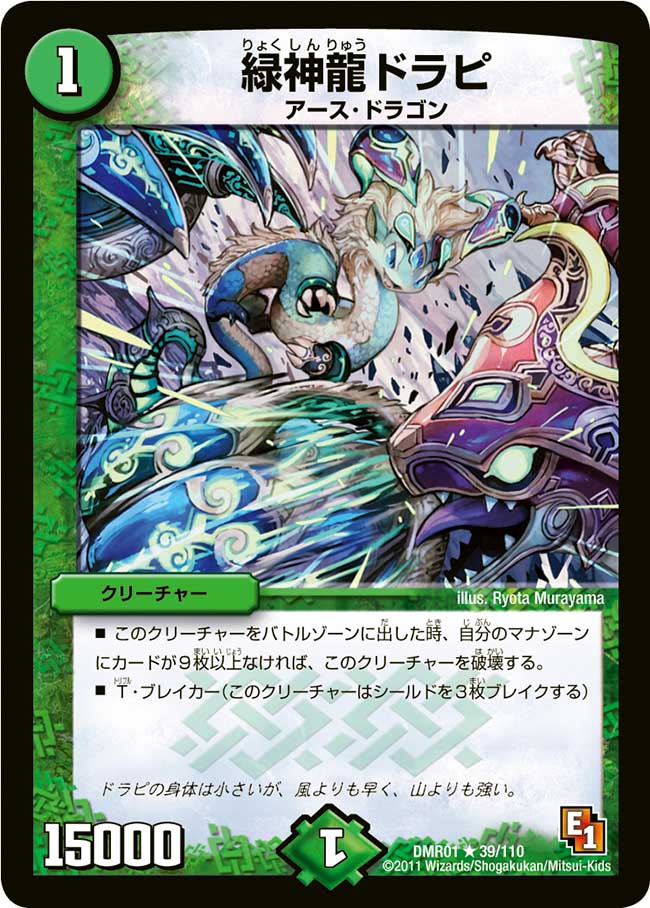 1
りょくしんりゅう
緑神龍ドラピ
アース・ドラゴン
クリーチャー
illus. Ryota Murayama
■ このクリーチャーをバトルゾーンに出した時、自分のマナゾーン
にカードが9枚以上なければ、このクリーチャーを破壊する。
■ T・ブレイカー(このクリーチャーはシールドを3枚ブレイクする)
ドラピの身体は小さいが、風よりも早く、山よりも強い。
15000
1
E1
DMR01 ★ 39/110
©2011 Wizards/Shogakukan/Mitsui-Kids